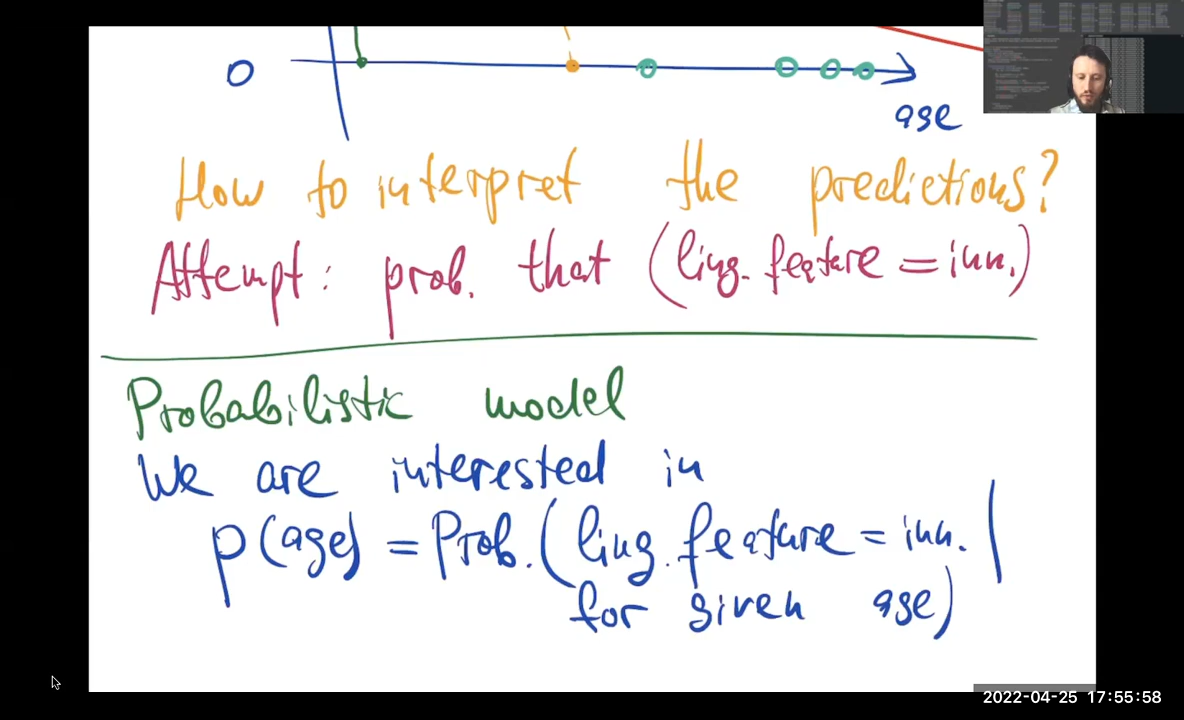 0
age
How to interpret the predictions?
Attempt: prob. that (ling. feature = inn.)
Probabilistic model
We are interested in
p(age) = Prob. (ling. feature = inn. |
for given age)
2022-04-25 17:55:58